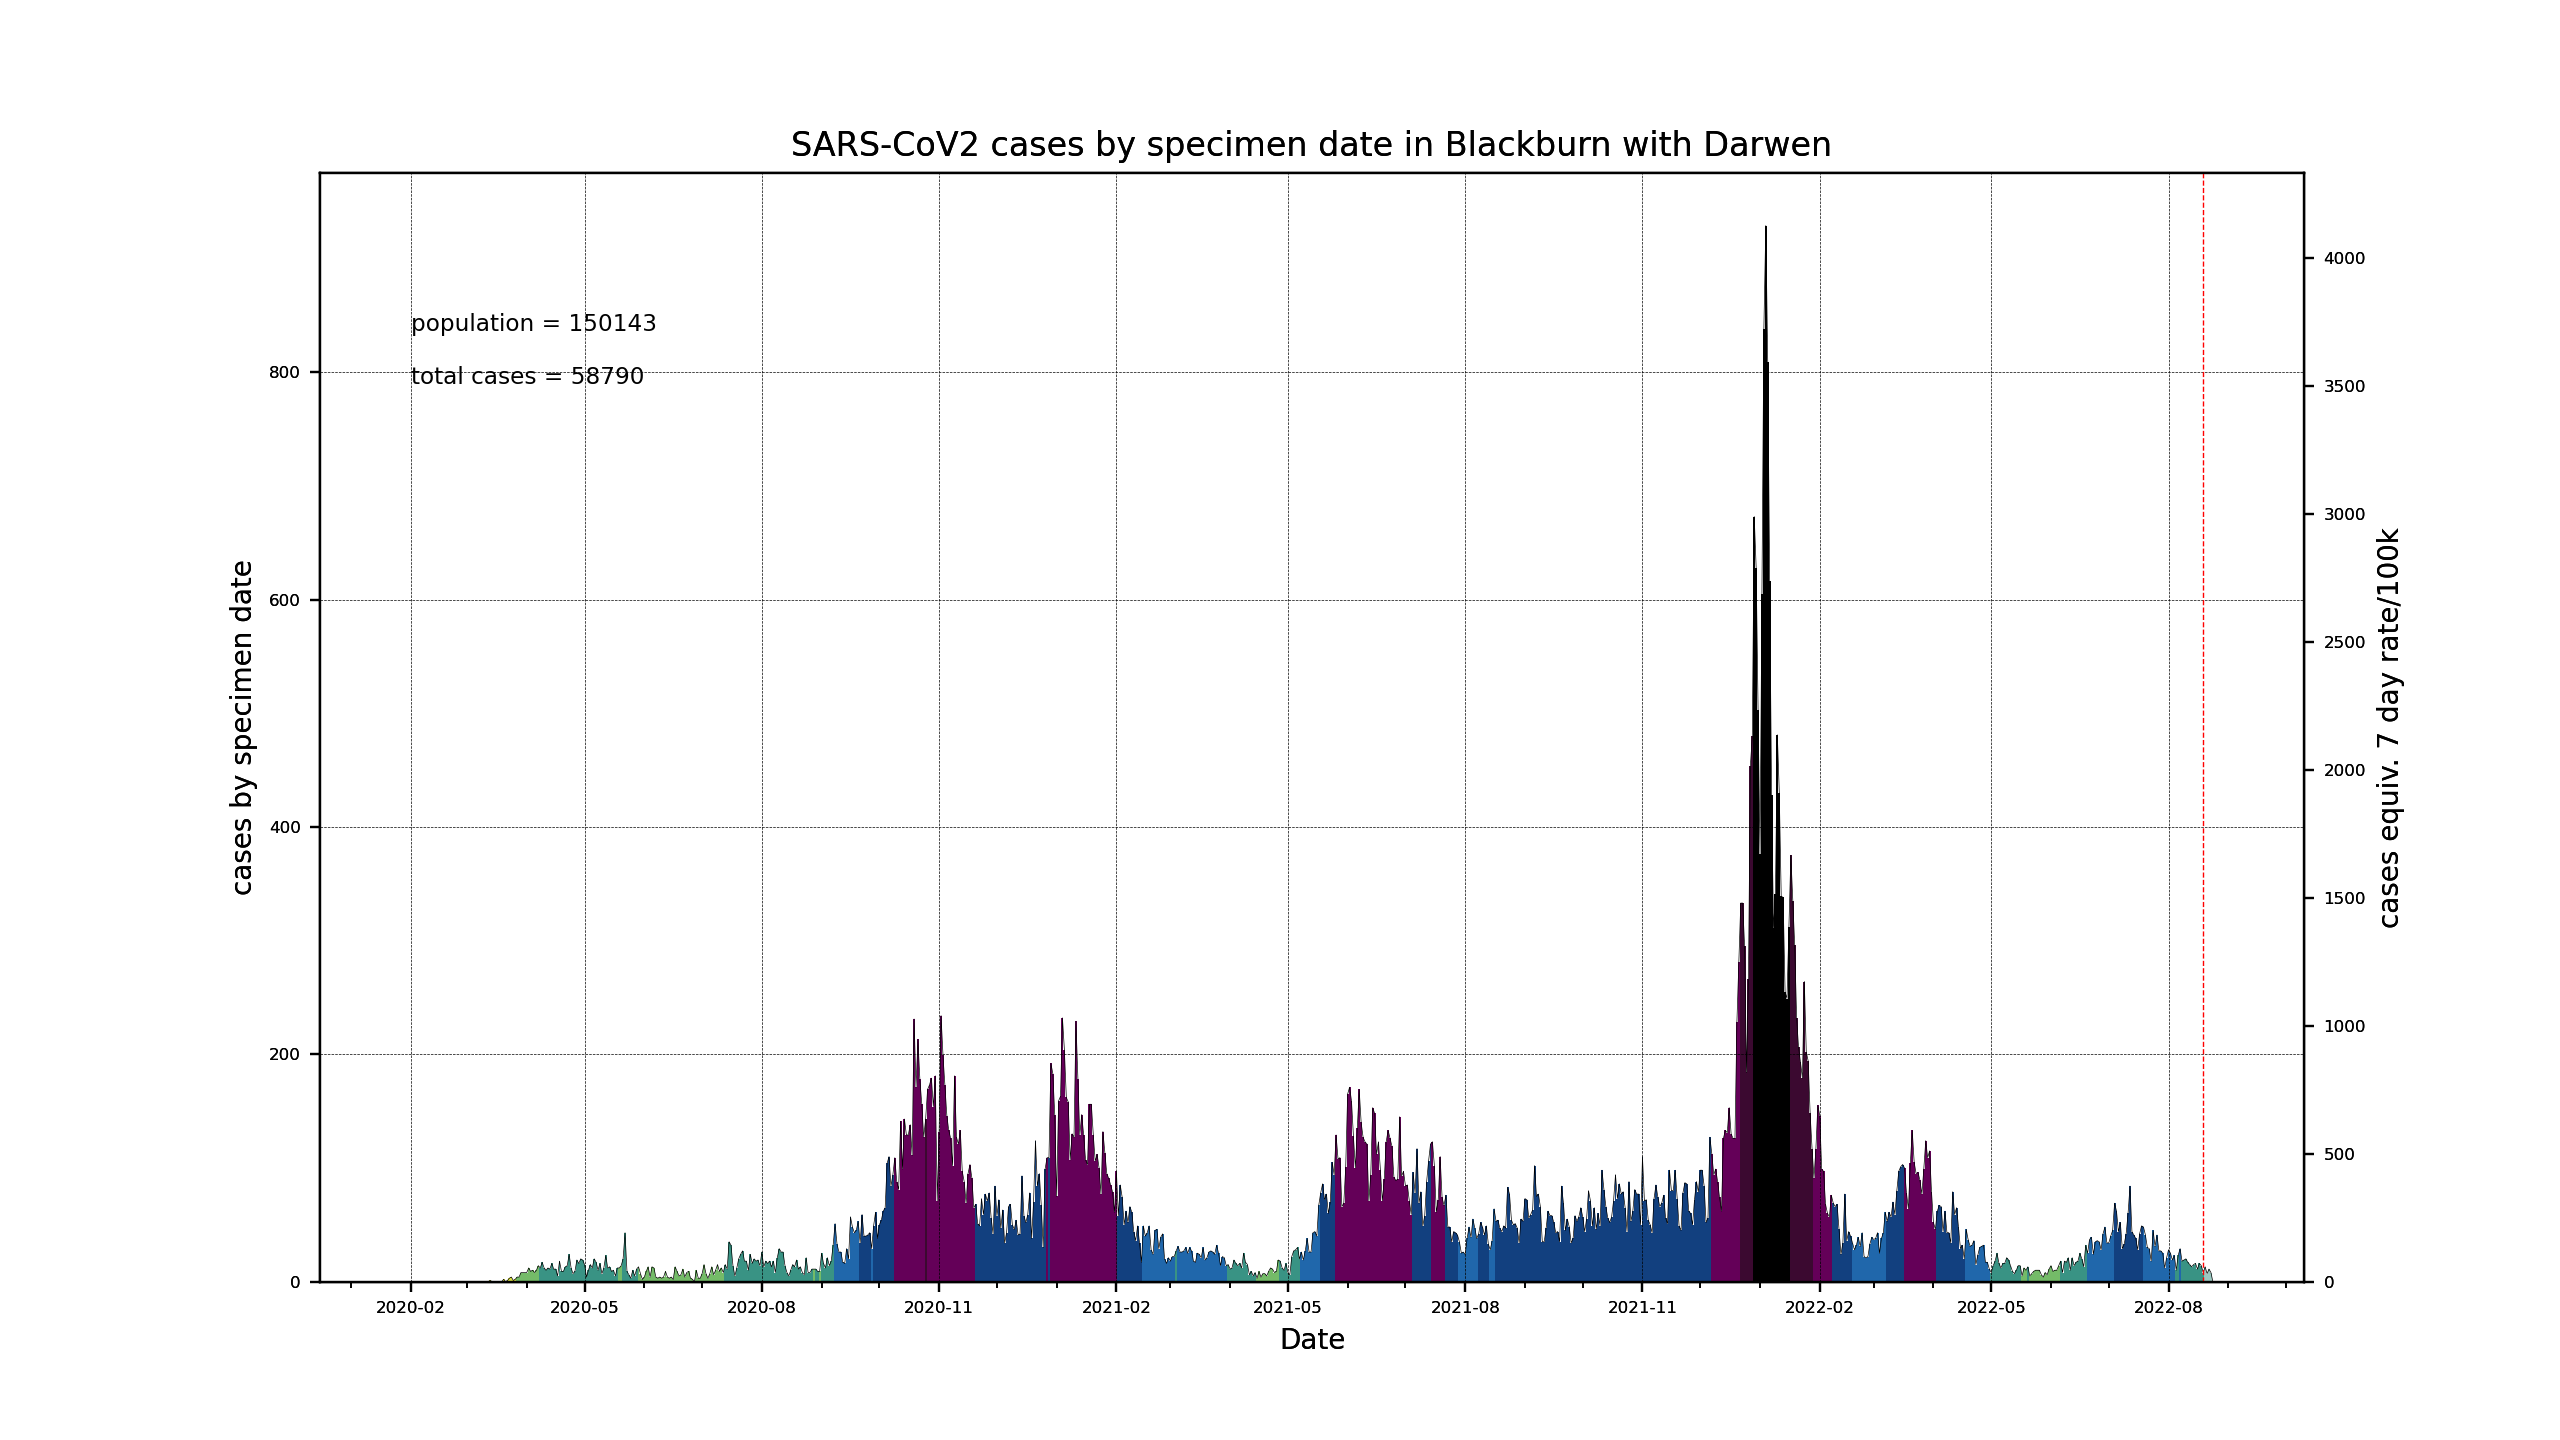 SARS-CoV2 cases by specimen date in Blackburn with Darwen
population = 150143
total cases = 58790
cases by specimen date
800
600
400
200
0
4000
3500
3000
2500
2000
1500
1000
500
0
cases equiv. 7 day rate/100k
2020-02 2020-05 2020-08 2020-11 2021-02 2021-05 2021-08 2021-11 2022-02 2022-05 2022-08
Date